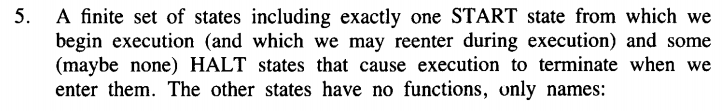 5. A finite set of states including exactly one START state from which we
begin execution (and which we may reenter during execution) and some
(maybe none) HALT states that cause execution to terminate when we
enter them. The other states have no functions, only names: